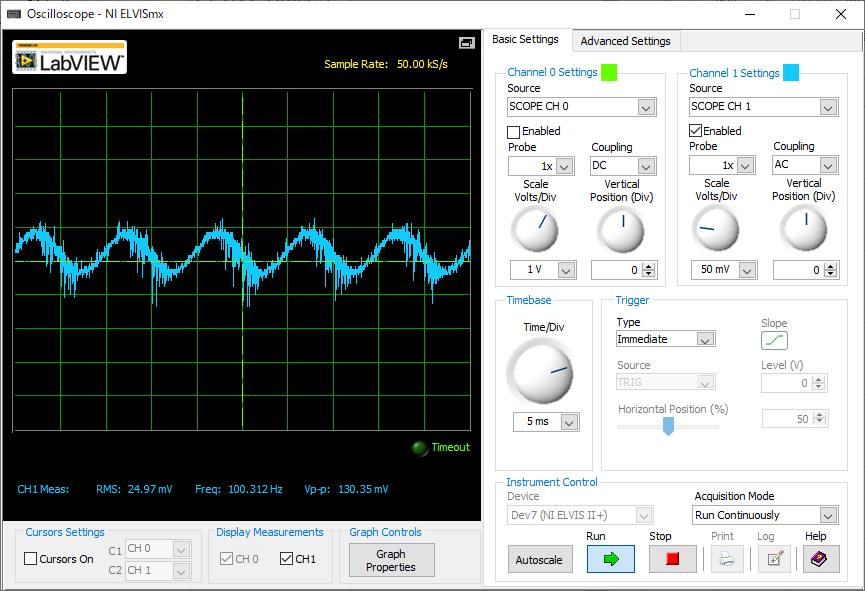 Oscilloscope - NI ELVISmx
POWERED BY
NATIONAL INSTRUMENTS
LabVIEW™
Sample Rate: 50.00 kS/s
Timeout
CH1 Meas: RMS: 24.97 mV Freq: 100.312 Hz Vp-p: 130.35 mV
Cursors Settings
Cursors On
C1 CH 0
C2 CH 1
Display Measurements
CH 0 CH1
Graph Controls
Graph
Properties
Basic Settings Advanced Settings
Channel 0 Settings
Source
SCOPE CH 0
Enabled
Probe Coupling
1x DC
Scale Vertical
Volts/Div Position (Div)
1 V 0
Channel 1 Settings
Source
SCOPE CH 1
Enabled
Probe Coupling
1x AC
Scale Vertical
Volts/Div Position (Div)
50 mV 0
Timebase
Time/Div
5 ms
Trigger
Type Slope
Immediate
Source Level (V)
TRIG 0
Horizontal Position (%)
50
Instrument Control
Device Acquisition Mode
Dev7 (NI ELVIS II+) Run Continuously
Run Stop Print Log Help
Autoscale